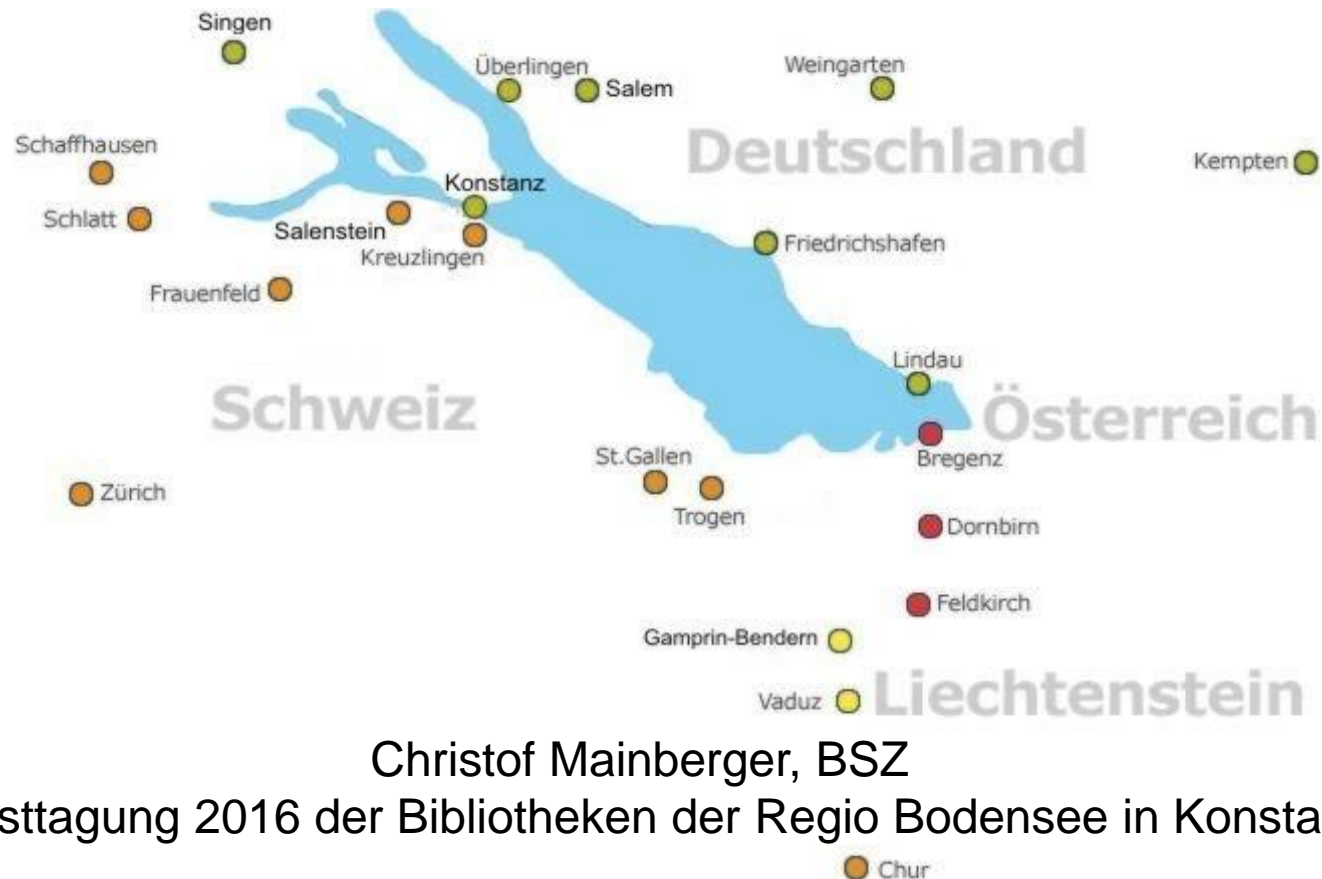 Singen
Überlingen
Salem
Weingarten
Schaffhausen
Deutschland
Kempten
Konstanz
Schlatt
Salenstein
Kreuzlingen
Friedrichshafen
Frauenfeld
Lindau
Schweiz
Österreich
St.Gallen
Bregenz
Zürich
Trogen
Dornbirn
Feldkirch
Gamprin-Bendern
Vaduz
Liechtenstein
Christof Mainberger, BSZ
sttagung 2016 der Bibliotheken der Regio Bodensee in Konsta
Chur